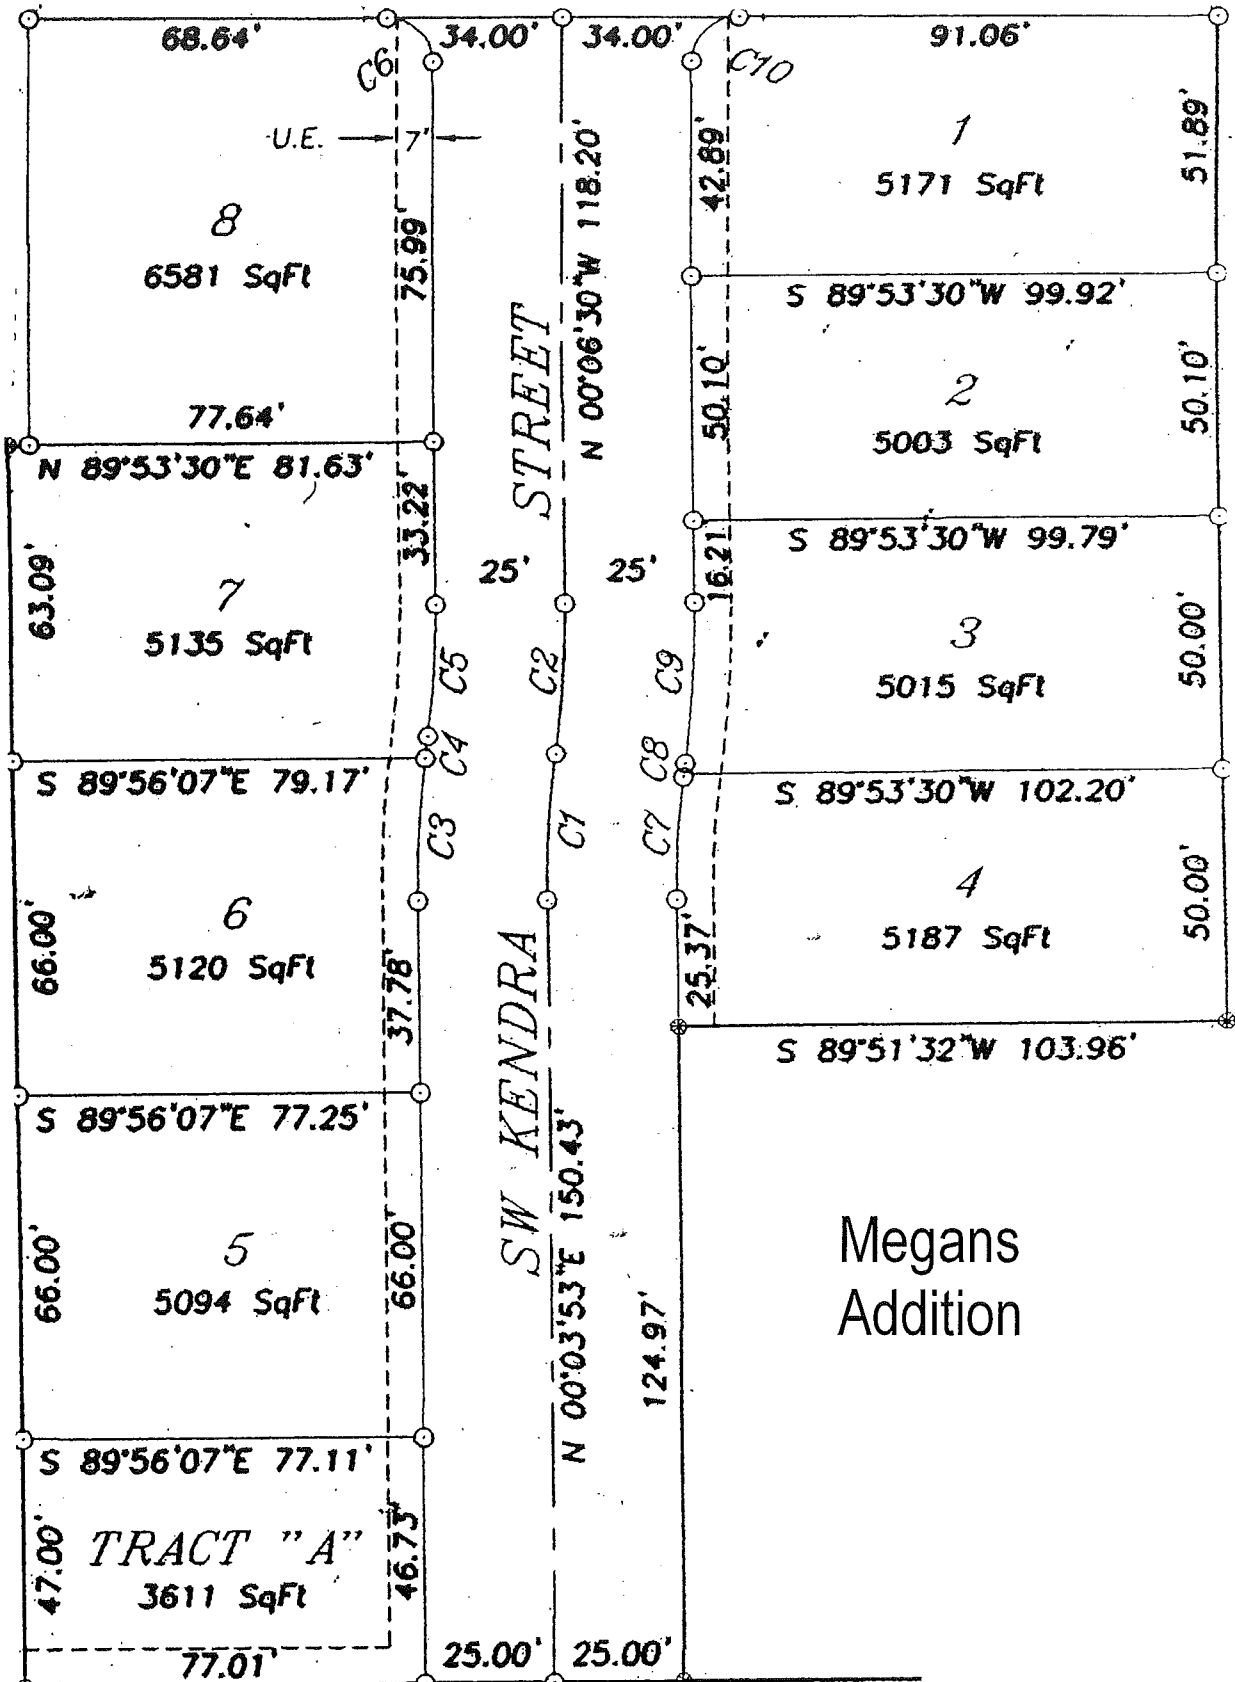 68.64'
34.00'
34.00'
91.06'
C6
C10
U.E.
7'
1
5171 SqFt
42.89'
51.89'
N 00°06'30"W 118.20'
8
6581 SqFt
75.99'
S 89°53'30"W 99.92'
77.64'
N 89°53'30"E 81.63'
STREET
2
5003 SqFt
50.10'
50.10'
33.22'
S 89°53'30"W 99.79'
25'
25'
16.21'
63.09'
7
5135 SqFt
C5
C2
C9
3
5015 SqFt
50.00'
C4
C8
S 89°56'07"E 79.17'
S 89°53'30"W 102.20'
C3
C1
C7
66.00'
6
5120 SqFt
37.78'
4
5187 SqFt
25.37'
50.00'
S 89°51'32"W 103.96'
S 89°56'07"E 77.25'
SW KENDRA
66.00'
5
5094 SqFt
66.00'
N 00°03'53"E 150.43'
124.97'
Megans
Addition
S 89°56'07"E 77.11'
47.00'
TRACT "A"
3611 SqFt
46.73'
77.01'
25.00'
25.00'